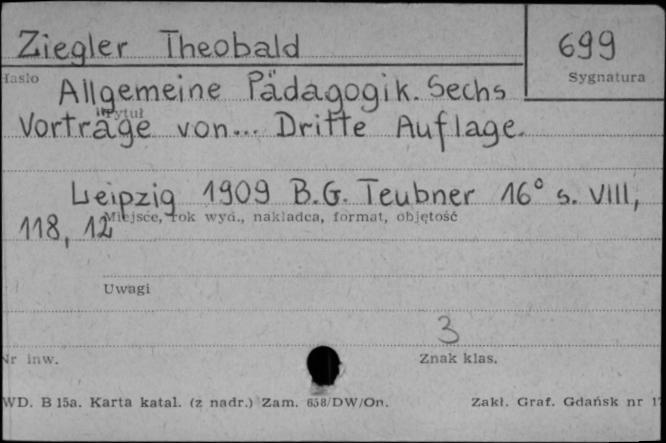 Ziegler Theobald 699
Hasło Sygnatura
Allgemeine Pädagogik. Sechs
Tytuł
Vorträge von... Dritte Auflage.
Leipzig 1909 B.G. Teubner 16° s. VIII,
Miejsce, rok wyd., nakładca, format, objętość
118, 12
Uwagi
3
Nr inw. Znak klas.
WD. B 15a. Karta katal. (z nadr.) Zam. 658/DW/On. Zakł. Graf. Gdańsk nr 1